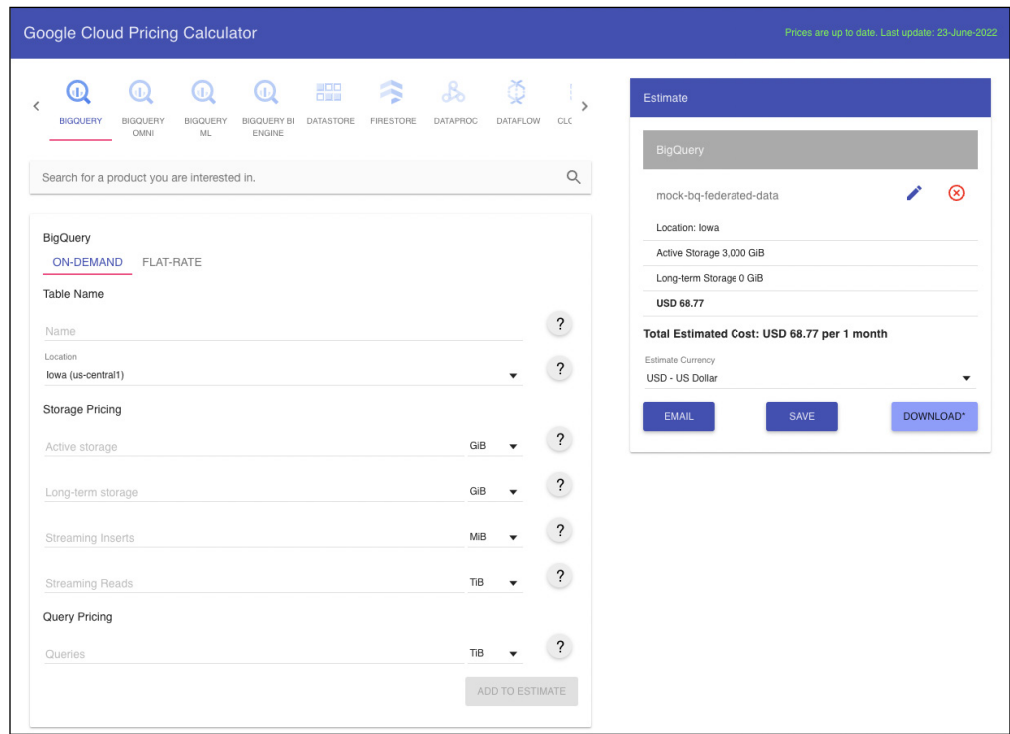 Google Cloud Pricing Calculator
Prices are up to date. Last update: 23-June-2022
BIGQUERY
BIGQUERY OMNI
BIGQUERY ML
BIGQUERY BI ENGINE
DATASTORE
FIRESTORE
DATAPROC
DATAFLOW
CLC
Search for a product you are interested in.
BigQuery
ON-DEMAND FLAT-RATE
Table Name
Name ?
Location
Iowa (us-central1) ?
Storage Pricing
Active storage GiB ?
Long-term storage GiB ?
Streaming Inserts MiB ?
Streaming Reads TiB ?
Query Pricing
Queries TiB ?
ADD TO ESTIMATE
Estimate
BigQuery
mock-bq-federated-data
Location: Iowa
Active Storage 3,000 GiB
Long-term Storage 0 GiB
USD 68.77
Total Estimated Cost: USD 68.77 per 1 month
Estimate Currency
USD - US Dollar
EMAIL SAVE DOWNLOAD*